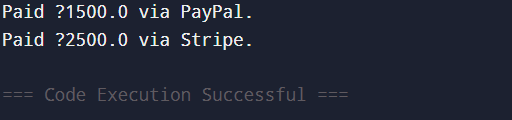 Paid ?1500.0 via PayPal.
Paid ?2500.0 via Stripe.
=== Code Execution Successful ===